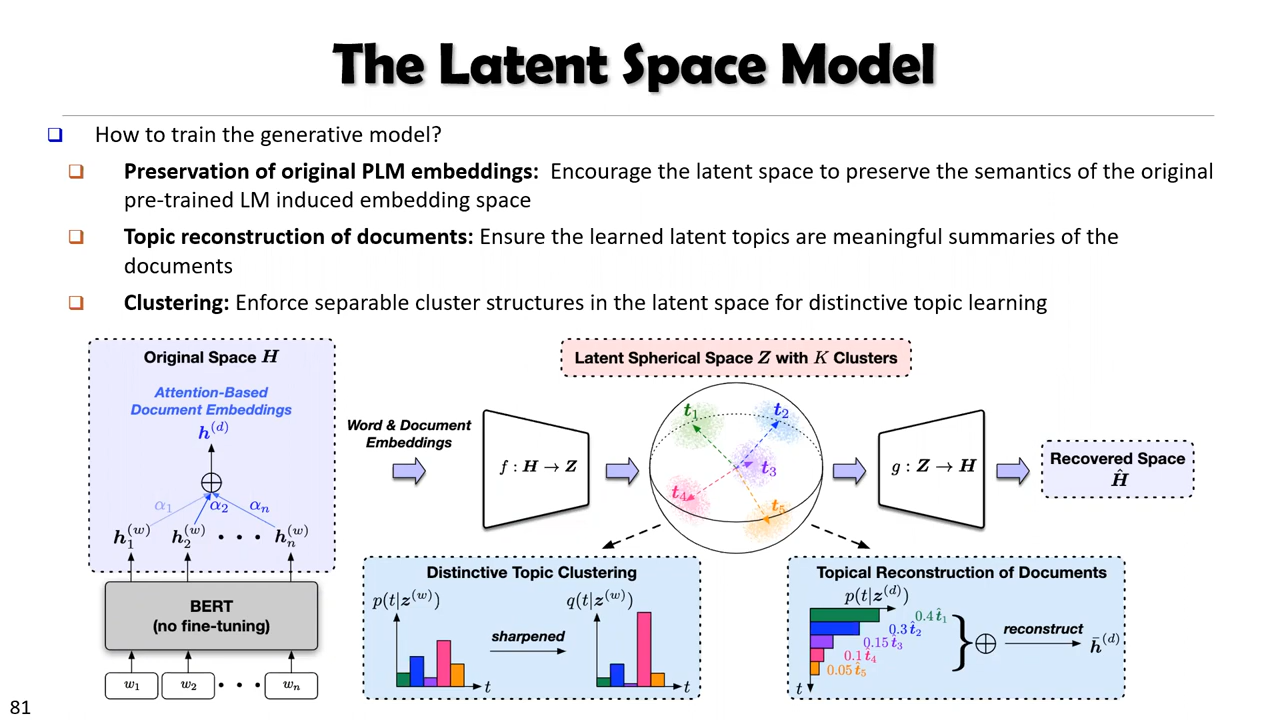 The Latent Space Model
❑ How to train the generative model?
❑ Preservation of original PLM embeddings: Encourage the latent space to preserve the semantics of the original
pre-trained LM induced embedding space
❑ Topic reconstruction of documents: Ensure the learned latent topics are meaningful summaries of the
documents
❑ Clustering: Enforce separable cluster structures in the latent space for distinctive topic learning
Original Space H
Attention-Based
Document Embeddings
h^(d)
⊕
α1 α2 αn
h1^(w) h2^(w) • • • hn^(w)
BERT
(no fine-tuning)
w1 w2 • • • wn
Word & Document
Embeddings
f : H → Z
Latent Spherical Space Z with K Clusters
t1
t2
t3
t4
t5
g : Z → H
Recovered Space
Ĥ
Distinctive Topic Clustering
p(t|z^(w))
t
sharpened
q(t|z^(w))
t
Topical Reconstruction of Documents
p(t|z^(d))
0.4t̂1
0.3t̂2
0.15t̂3
0.1t̂4
0.05t̂5
t
} ⊕
reconstruct
h̄^(d)
81